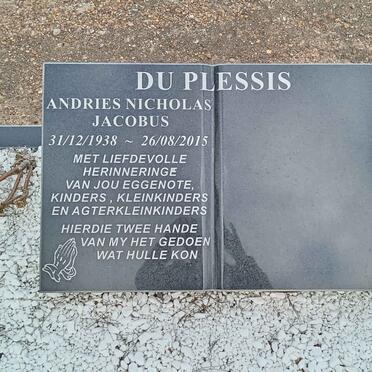 DU PLESSIS
ANDRIES NICHOLAS
JACOBUS
31/12/1938 ~ 26/08/2015
MET LIEFDEVOLLE
HERINNERINGE
VAN JOU EGGENOTE,
KINDERS , KLEINKINDERS
EN AGTERKLEINKINDERS
HIERDIE TWEE HANDE
VAN MY HET GEDOEN
WAT HULLE KON